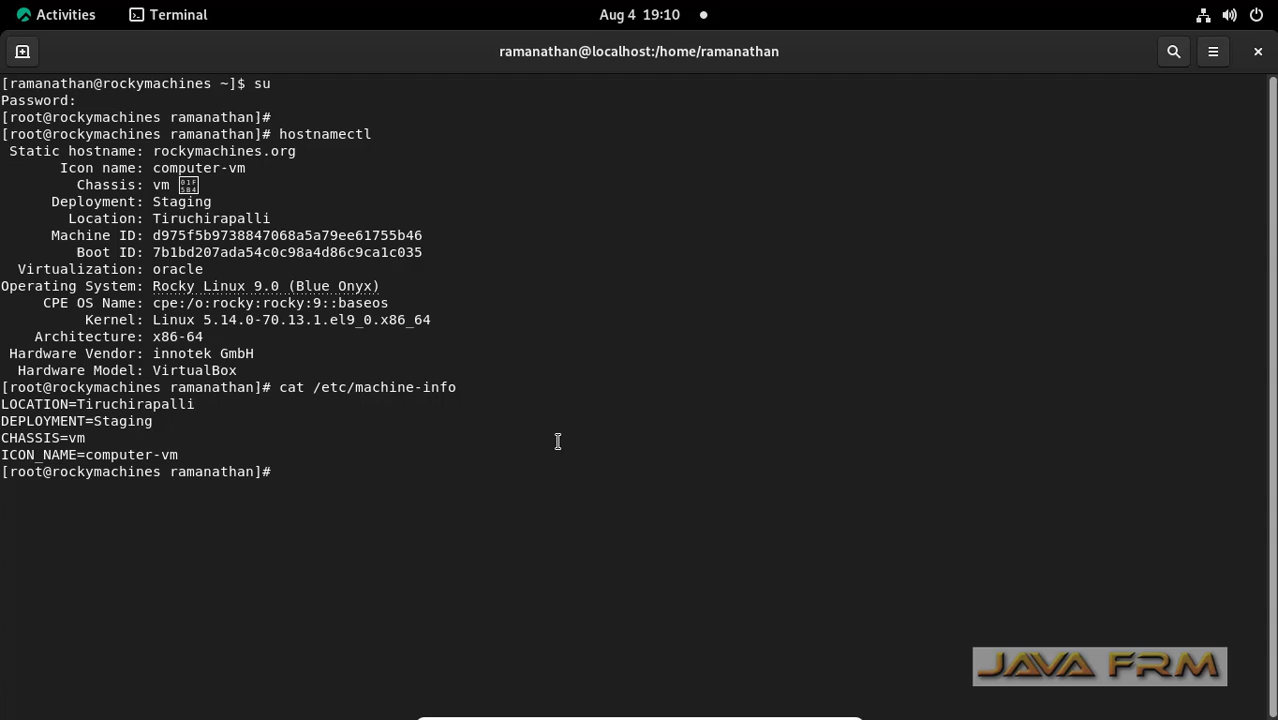 Activities Terminal Aug 4 19:10
ramanathan@localhost:/home/ramanathan
[ramanathan@rockymachines ~]$ su
Password:
[root@rockymachines ramanathan]#
[root@rockymachines ramanathan]# hostnamectl
Static hostname: rockymachines.org
Icon name: computer-vm
Chassis: vm
Deployment: Staging
Location: Tiruchirapalli
Machine ID: d975f5b9738847068a5a79ee61755b46
Boot ID: 7b1bd207ada54c0c98a4d86c9ca1c035
Virtualization: oracle
Operating System: Rocky Linux 9.0 (Blue Onyx)
CPE OS Name: cpe:/o:rocky:rocky:9::baseos
Kernel: Linux 5.14.0-70.13.1.el9_0.x86_64
Architecture: x86-64
Hardware Vendor: innotek GmbH
Hardware Model: VirtualBox
[root@rockymachines ramanathan]# cat /etc/machine-info
LOCATION=Tiruchirapalli
DEPLOYMENT=Staging
CHASSIS=vm
ICON_NAME=computer-vm
[root@rockymachines ramanathan]#
JAVA FRM